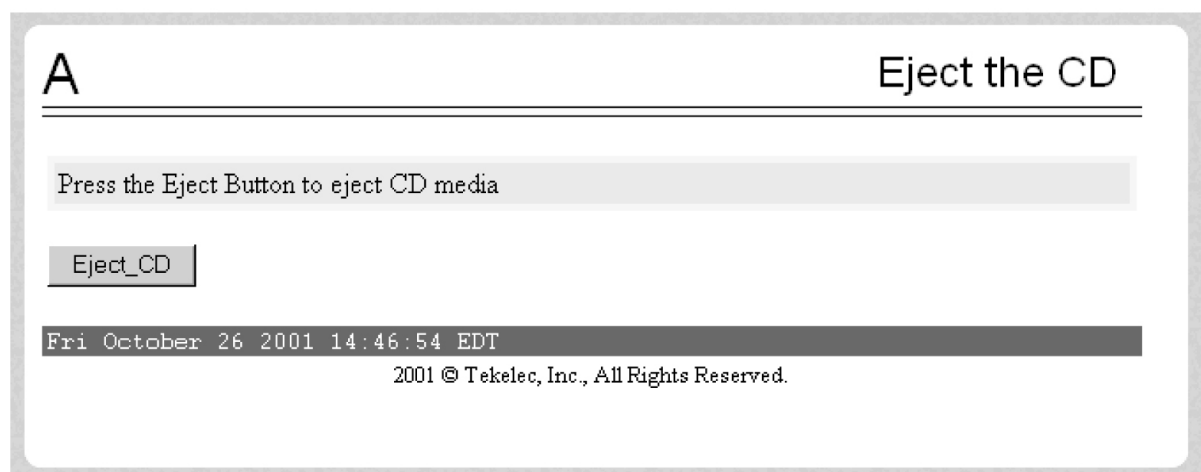 A Eject the CD
Press the Eject Button to eject CD media
Eject_CD
Fri October 26 2001 14:46:54 EDT
2001 © Tekelec, Inc., All Rights Reserved.